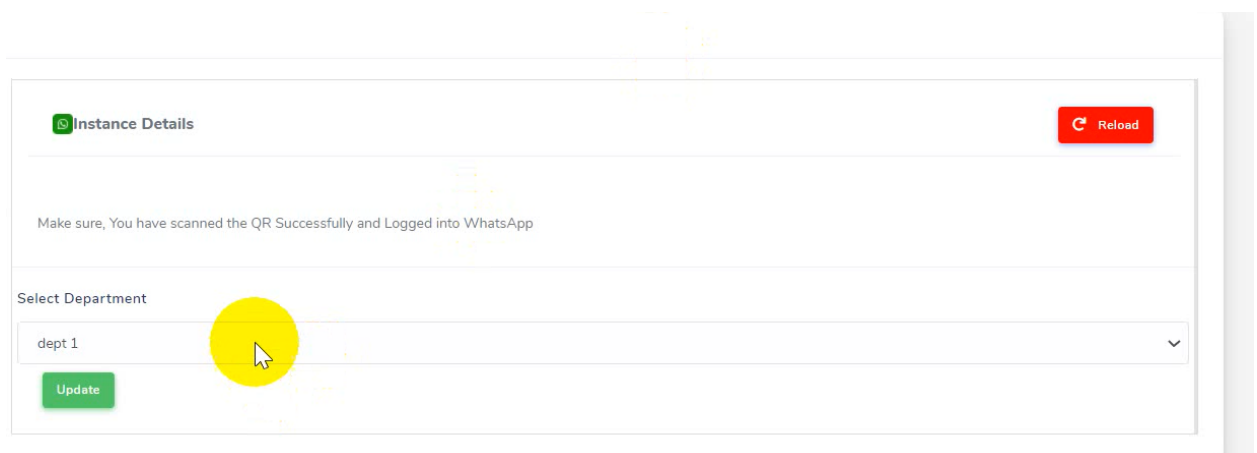 Instance Details
Reload
Make sure, You have scanned the QR Successfully and Logged into WhatsApp
Select Department
dept 1
Update